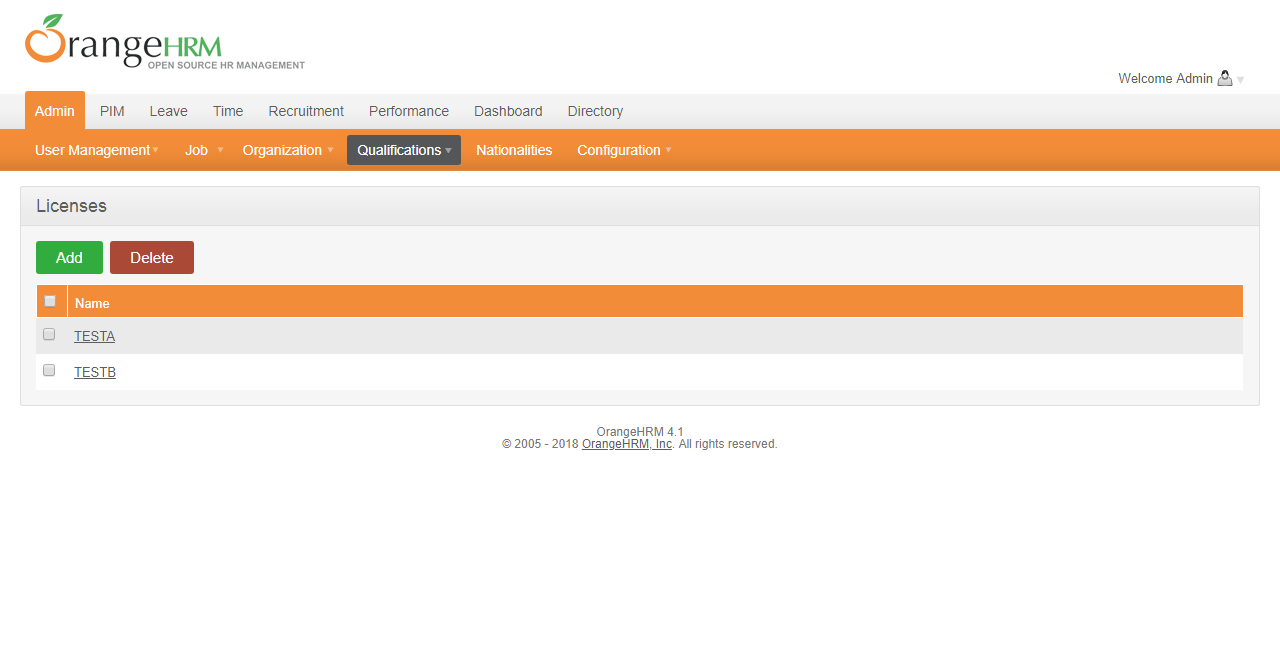 OrangeHRM
OPEN SOURCE HR MANAGEMENT
Welcome Admin
Admin PIM Leave Time Recruitment Performance Dashboard Directory
User Management Job Organization Qualifications Nationalities Configuration
Licenses
Add Delete
Name
TESTA
TESTB
OrangeHRM 4.1
© 2005 - 2018 OrangeHRM, Inc. All rights reserved.